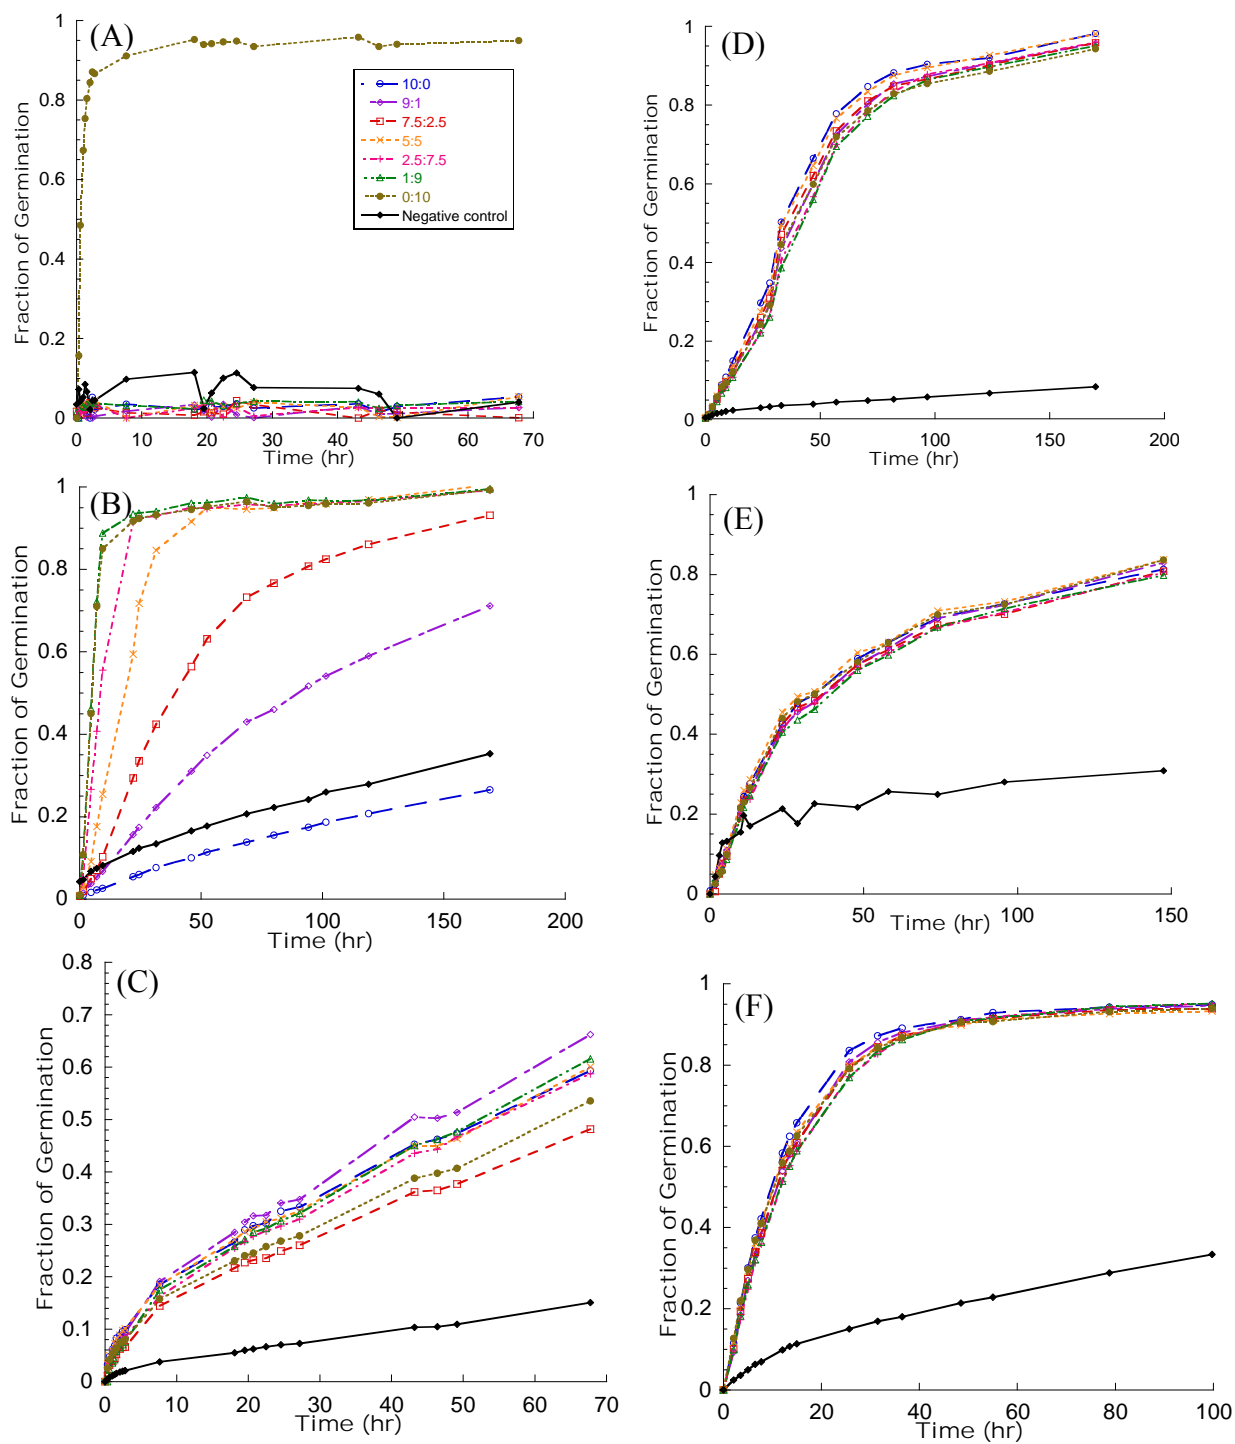 (A)
Fraction of Germination
1
0.8
0.6
0.4
0.2
0
0 10 20 30 40 50 60 70
Time (hr)
10:0
9:1
7.5:2.5
5:5
2.5:7.5
1:9
0:10
Negative control
(D)
Fraction of Germination
1
0.8
0.6
0.4
0.2
0
0 50 100 150 200
Time (hr)
(B)
Fraction of Germination
1
0.8
0.6
0.4
0.2
0
0 50 100 150 200
Time (hr)
(E)
Fraction of Germination
1
0.8
0.6
0.4
0.2
0
0 50 100 150
Time (hr)
(C)
Fraction of Germination
0.8
0.7
0.6
0.5
0.4
0.3
0.2
0.1
0
0 10 20 30 40 50 60 70
Time (hr)
(F)
Fraction of Germination
1
0.8
0.6
0.4
0.2
0
0 20 40 60 80 100
Time (hr)